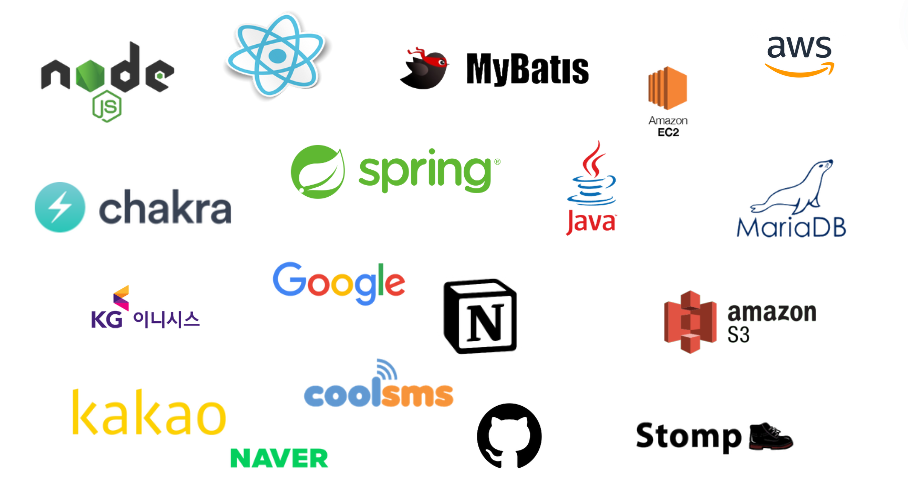 node
JS
MyBatis
aws
Amazon
EC2
chakra
spring®
Java™
MariaDB
KG 이니시스
Google
N
amazon
S3
kakao
coolsms
NAVER
Stomp